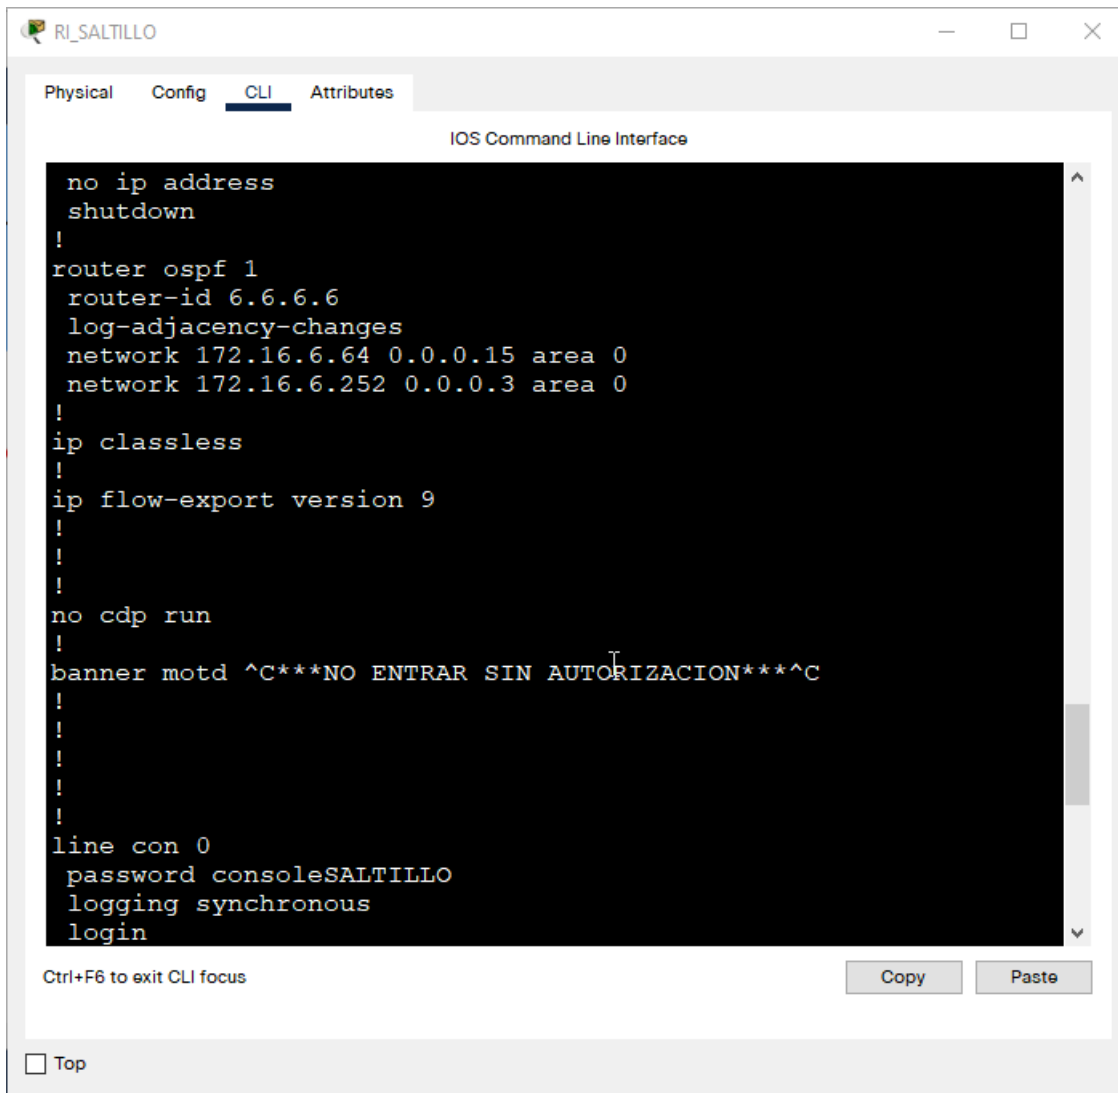 RI_SALTILLO
Physical Config CLI Attributes
IOS Command Line Interface
no ip address
shutdown
!
router ospf 1
router-id 6.6.6.6
log-adjacency-changes
network 172.16.6.64 0.0.0.15 area 0
network 172.16.6.252 0.0.0.3 area 0
!
ip classless
!
ip flow-export version 9
!
!
!
no cdp run
!
banner motd ^C***NO ENTRAR SIN AUTORIZACION***^C
!
!
!
!
!
line con 0
password consoleSALTILLO
logging synchronous
login
Ctrl+F6 to exit CLI focus
Copy Paste
Top